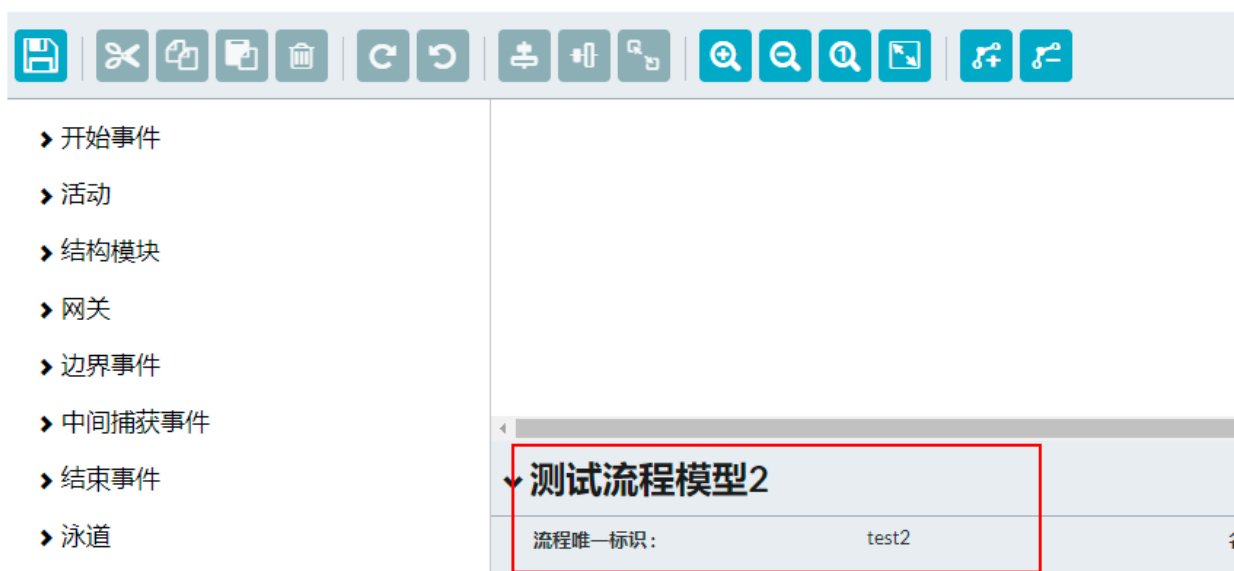 开始事件
活动
结构模块
网关
边界事件
中间捕获事件
结束事件
泳道
测试流程模型2
流程唯一标识： test2